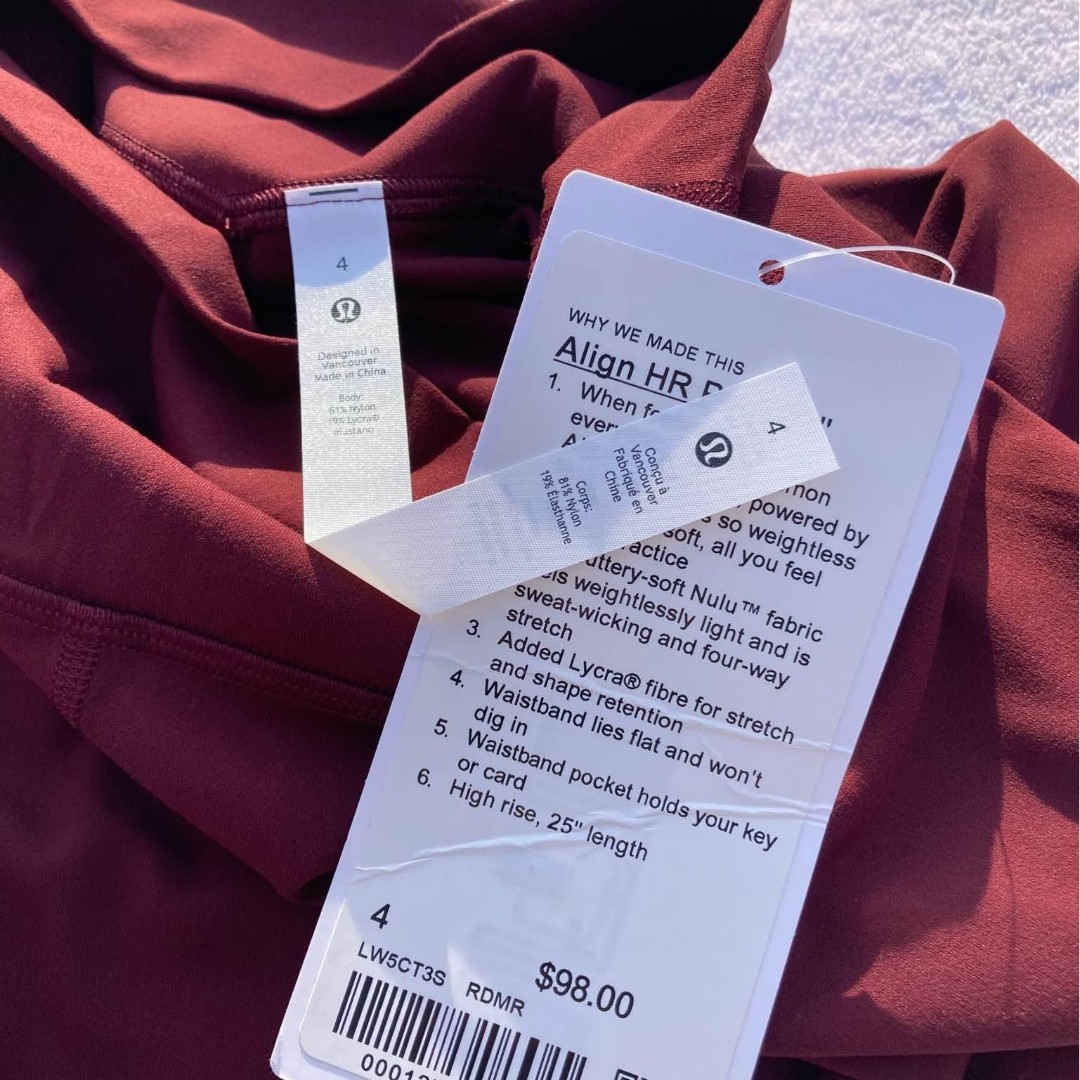 4
Designed in
Vancouver
Made in China
Body:
81% Nylon
19% Lycra®
elastane
4
Conçu à
Vancouver
Fabriqué en
Chine
Corps:
81% Nylon
19% Élasthanne
WHY WE MADE THIS
Align HR
1. When
powered by
so weightless
soft, all you feel
Nulu™ fabric
weightlessly light and is
sweat-wicking and four-way
stretch
3. Added Lycra® fibre for stretch
and shape retention
4. Waistband lies flat and won't
dig in
5. Waistband pocket holds your key
or card
6. High rise, 25" length
4
LW5CT3S RDMR $98.00